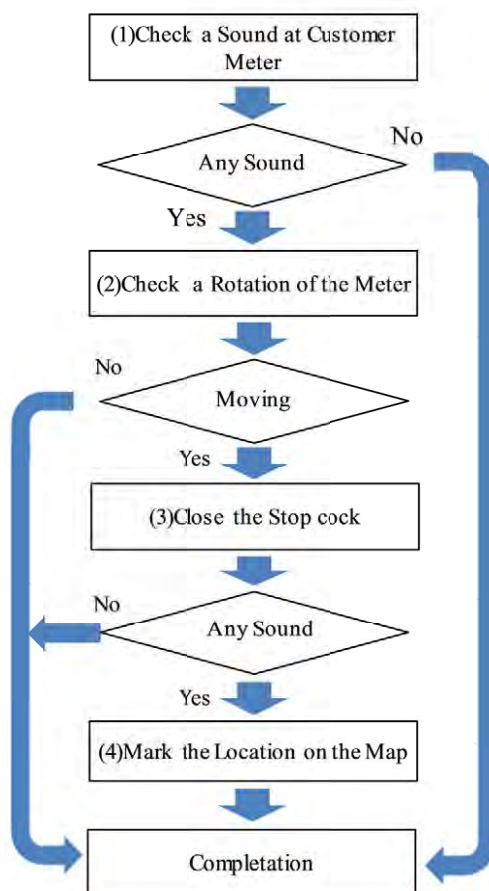 (1)Check a Sound at Customer
Meter
No
Any Sound
Yes
(2)Check a Rotation of the Meter
No
Moving
Yes
(3)Close the Stop cock
No
Any Sound
Yes
(4)Mark the Location on the Map
Completation